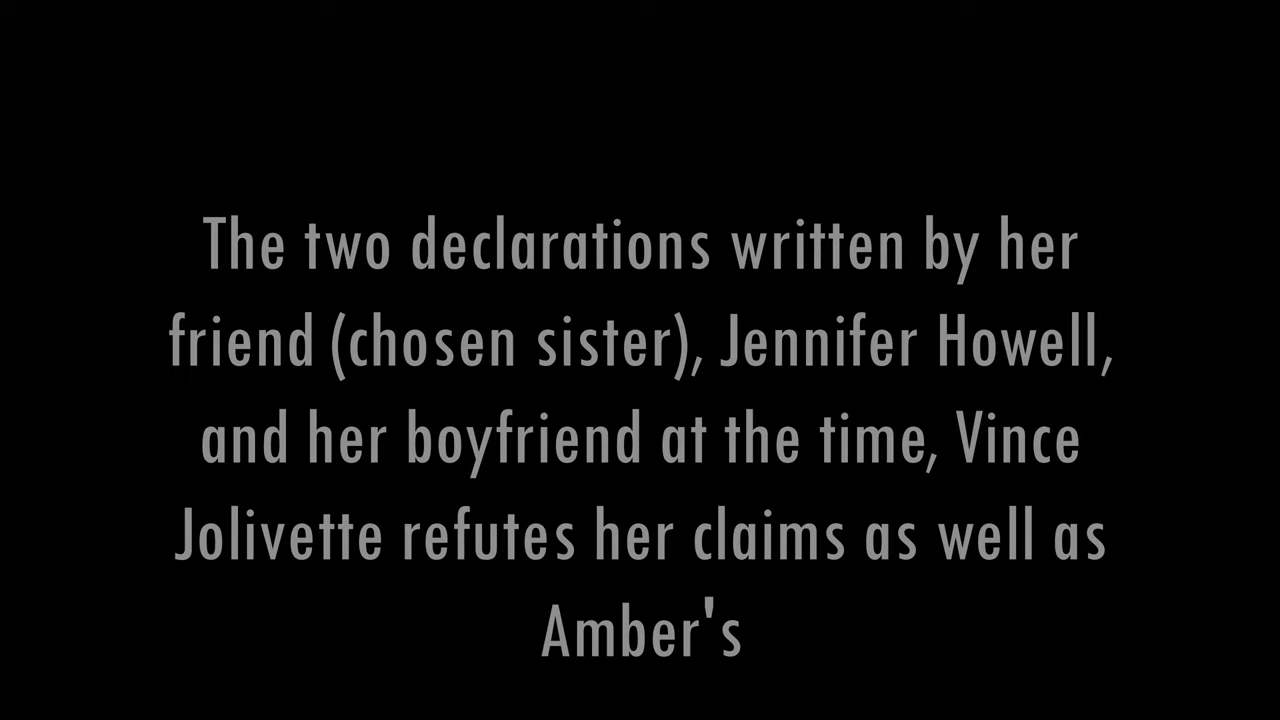 The two declarations written by her
friend (chosen sister), Jennifer Howell,
and her boyfriend at the time, Vince
Jolivette refutes her claims as well as
Amber's